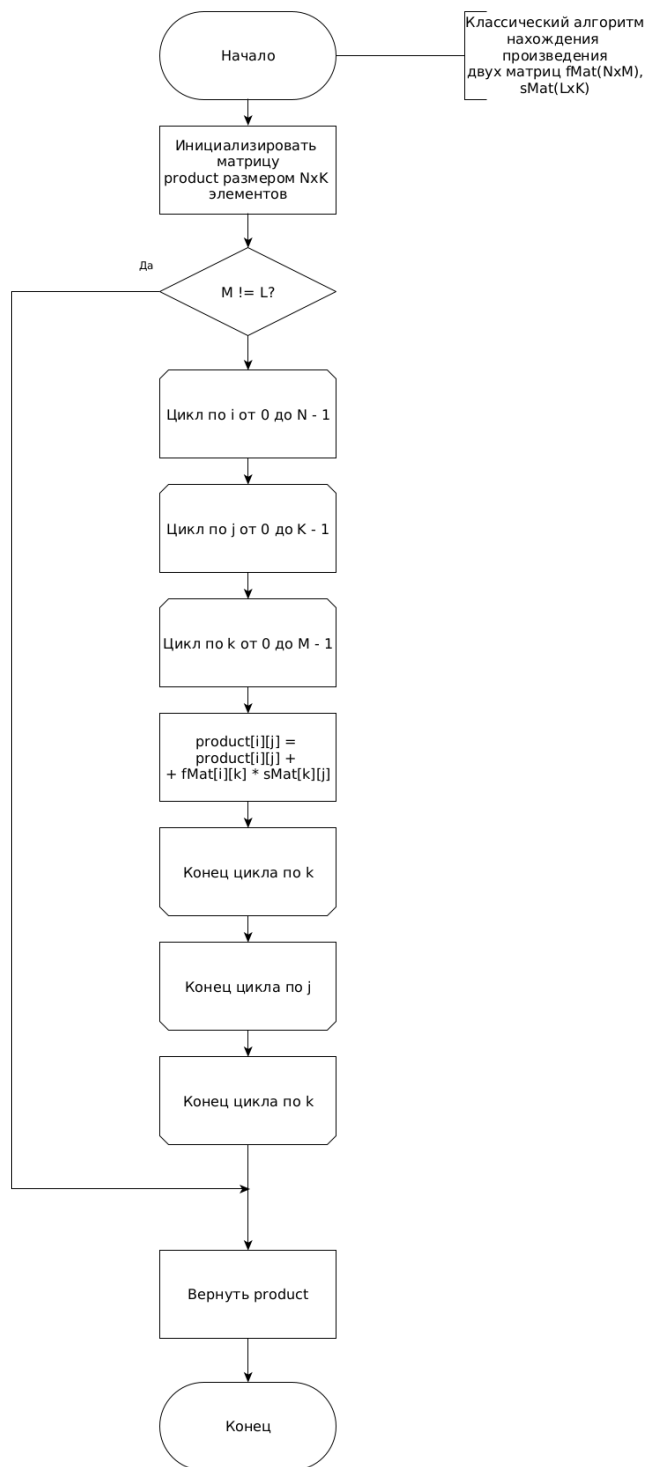 Начало
Классический алгоритм
нахождения
произведения
двух матриц fMat(NxM),
sMat(LxK)
Инициализировать
матрицу
product размером NxK
элементов
Да
M != L?
Цикл по i от 0 до N - 1
Цикл по j от 0 до K - 1
Цикл по k от 0 до M - 1
product[i][j] =
product[i][j] +
+ fMat[i][k] * sMat[k][j]
Конец цикла по k
Конец цикла по j
Конец цикла по k
Вернуть product
Конец